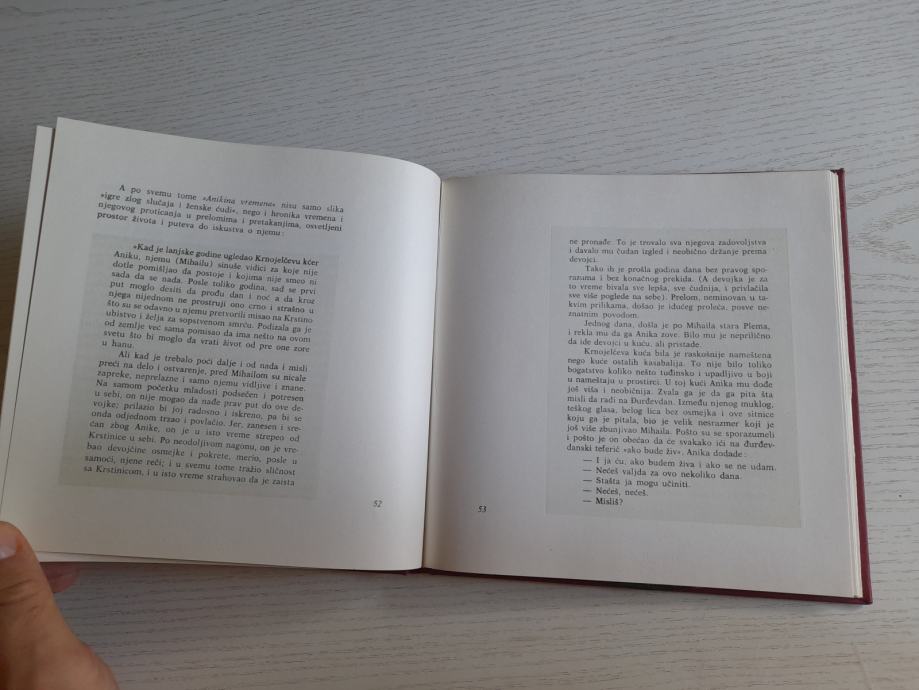 A po svemu tome »Anikina vremena« nisu samo slika
»igre zlog slučaja i ženske ćudi«, nego i hronika vremena i
njegovog proticanja u prelomima i pretakanjima, osvetljeni
prostor života i puteva do iskustva o njemu:
»Kad je lanjske godine ugledao Krnojelčevu kćer
Aniku, njemu (Mihailu) sinuše vidici za koje nije
dotle pomišljao da postoje i kojima nije smeo ni
sada da se nada. Posle toliko godina, sad se prvi
put moglo desiti da prođu dan i noć a da kroz
njega nijednom ne prostruji ono crno i strašno u
što su se odavno u njemu pretvorili misao na Krstino
ubistvo i želja za sopstvenom smrću. Podizala ga je
od zemlje već sama pomisao da ima nešto na ovom
svetu što bi moglo da vrati život od pre one zore
u hanu.
Ali kad je trebalo poći dalje i od nada i misli
preći na delo i ostvarenje, pred Mihailom su nicale
zapreke, neprelazne i samo njemu vidljive i znane.
Na samom početku mladosti podsečen i potresen
u sebi, on nije mogao da nađe prav put do ove de-
vojke; prilazio bi joj radosno i iskreno, pa bi se
onda odjednom trzao i povlačio. Jer, zanesen i sre-
ćan zbog Anike, on je u isto vreme strepeo od
Krstinice u sebi. Po neodoljivom nagonu, on je vre-
bao devojčine osmejke i pokrete, merio, posle u
samoći, njene reči; i u svemu tome tražio sličnost
sa Krstinicom, i u isto vreme strahovao da je zaista
52
ne pronađe. To je trovalo sva njegova zadovoljstva
i davalo mu čudan izgled i neobično držanje prema
devojci.
Tako ih je prošla godina dana bez pravog spo-
razuma i bez konačnog prekida. (A devojka je za
to vreme bivala sve lepša, sve čudnija, i privlačila
sve više poglede na sebe). Prelom, neminovan u ta-
kvim prilikama, došao je idućeg proleća, posve ne-
znatnim povodom.
Jednog dana, došla je po Mihaila stara Plema,
i rekla mu da ga Anika zove. Bilo mu je neprilično
da ide devojci u kuću, ali pristade.
Krnojelčeva kuća bila je raskošnije nameštena
nego kuće ostalih kasabalija. To nije bilo toliko
bogatstvo koliko nešto tuđinsko i upadljivo u boji
u nameštaju u prostirci. U toj kući Anika mu dođe
još viša i neobičnija. Zvala ga je da ga pita šta
misli da radi na Đurđevdan. Između njenog muklog,
teškog glasa, belog lica bez osmejka i ove sitnice
koju ga je pitala, bio je velik nesrazmer koji je
još više zbunjivao Mihaila. Pošto su se sporazumeli
i pošto je on obećao da će svakako ići na đurđev-
danski teferič »ako bude živ«, Anika dodade:
— I ja ću, ako budem živa i ako se ne udam.
— Nećeš valjda za ovo nekoliko dana.
— Stašta ja mogu učiniti.
— Nećeš, nećeš.
— Misliš?
53